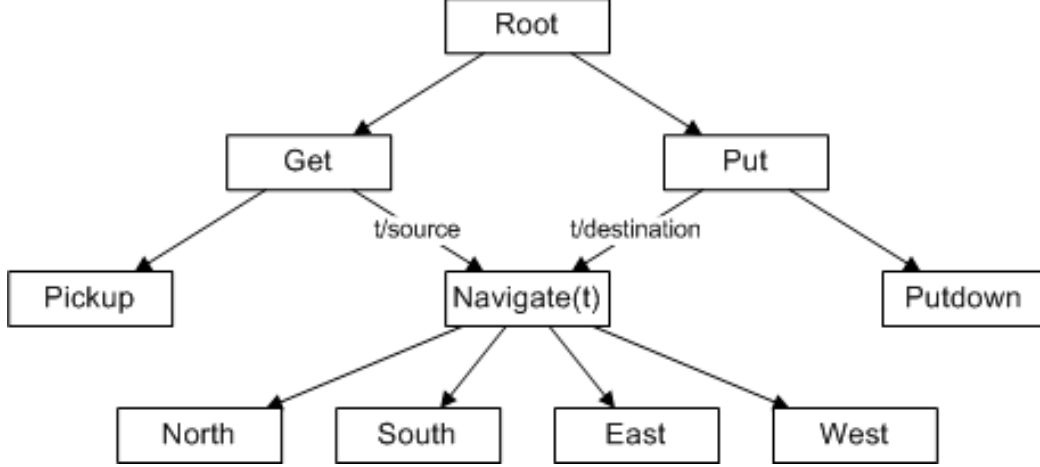 Root
Get
Put
t/source
t/destination
Pickup
Navigate(t)
Putdown
North
South
East
West